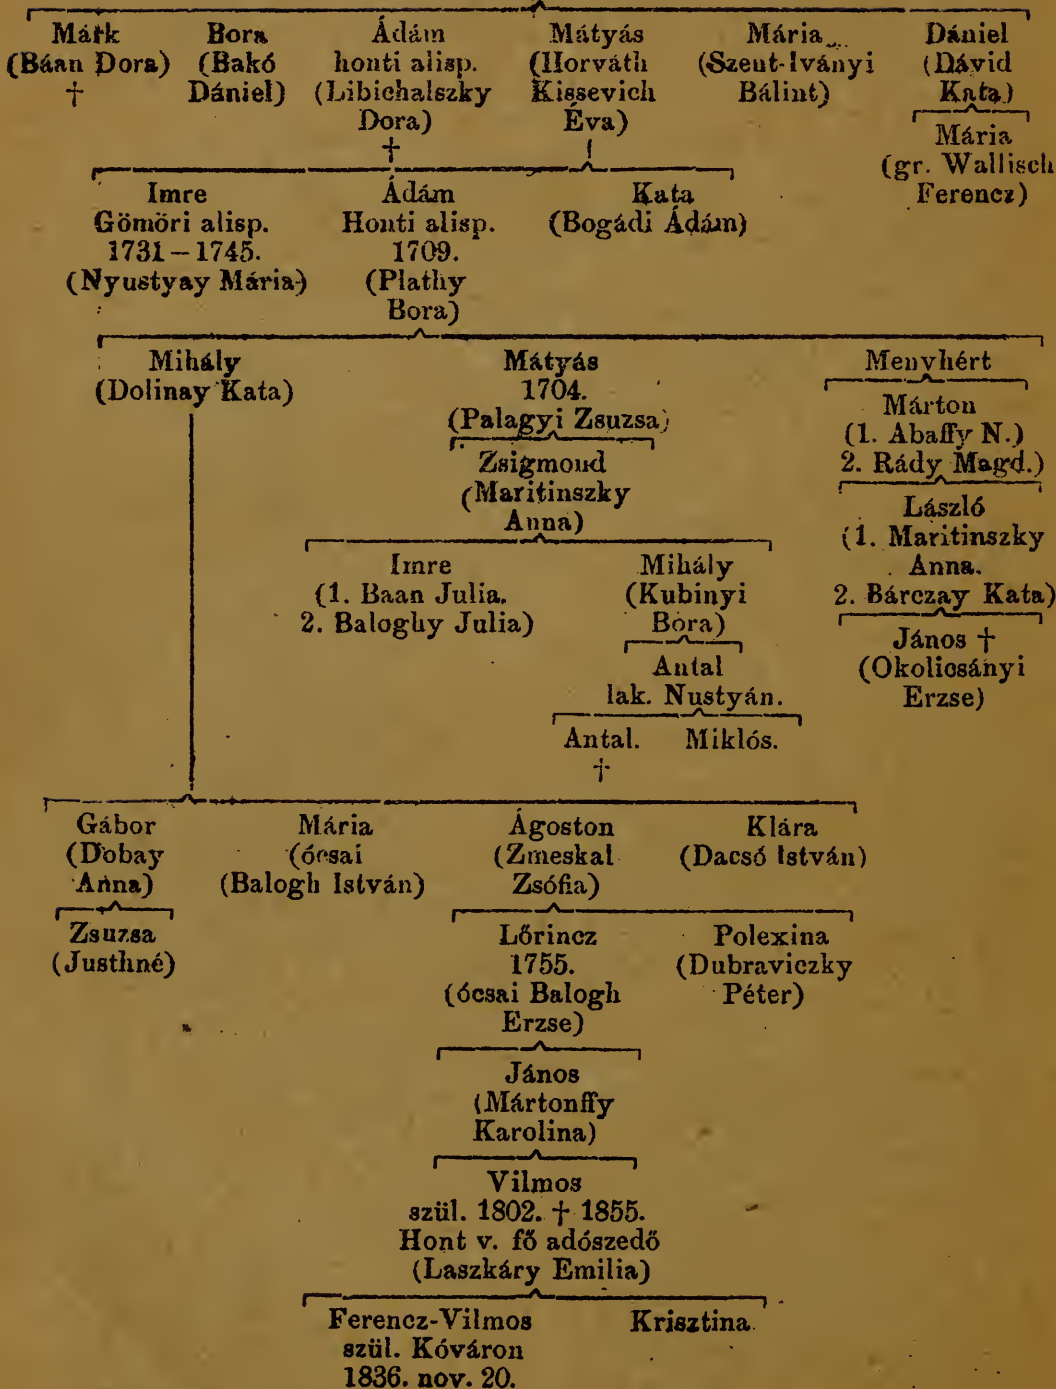 Márk Bora Ádám Mátyás Mária Dániel
(Báan Dora) (Bakó honti alisp. (Horváth (Szent-Iványi (Dávid
† Dániel) (Libichalszky Kissevich Bálint) Kata)
Dora) Éva) Mária
† (gr. Wallisch
Imre Ádám Kata Ferencz)
Gömöri alisp. Honti alisp. (Bogádi Ádám)
1731–1745. 1709.
(Nyustyay Mária) (Plathy
Bora)
Mihály Mátyás Menyhért
(Dolinay Kata) 1704. Márton
(Palagyi Zsuzsa) (1. Abaffy N.)
Zsigmond 2. Rády Magd.)
(Maritinszky László
Anna) (1. Maritinszky
Imre Mihály Anna.
(1. Baan Julia. (Kubinyi 2. Bárczay Kata)
2. Baloghy Julia) Bora) János †
Antal (Okolicsányi
lak. Nustyán. Erzse)
Antal. Miklós.
†
Gábor Mária Ágoston Klára
(Dobay (ócsai (Zmeskal (Dacsó István)
Anna) (Balogh István) Zsófia)
Zsuzsa Lőrincz Polexina
(Justhné) 1755. (Dubraviczky
(ócsai Balogh Péter)
Erzse)
János
(Mártonffy
Karolina)
Vilmos
szül. 1802. † 1855.
Hont v. fő adószedő
(Laszkáry Emilia)
Ferencz-Vilmos Krisztina.
szül. Kóváron
1836. nov. 20.